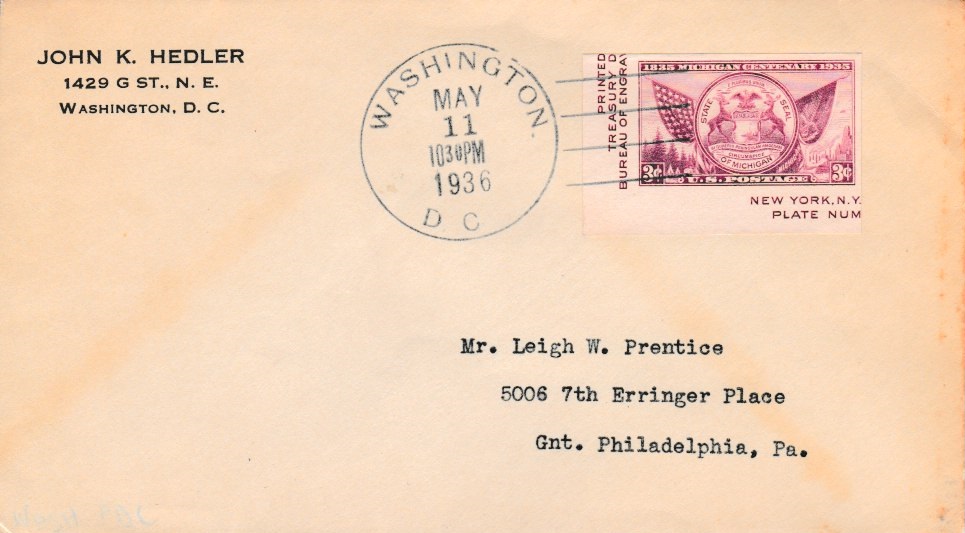 JOHN K. HEDLER
1429 G ST., N. E.
WASHINGTON, D. C.
WASHINGTON.
MAY
11
1030PM
1936
D C
PRINTED
TREASURY D
BUREAU OF ENGRAV
1835 MICHIGAN CENTENARY 1935
STATE SEAL
OF MICHIGAN
3¢ U.S. POSTAGE 3¢
NEW YORK, N.Y.
PLATE NUM
Mr. Leigh W. Prentice
5006 7th Erringer Place
Gnt. Philadelphia, Pa.